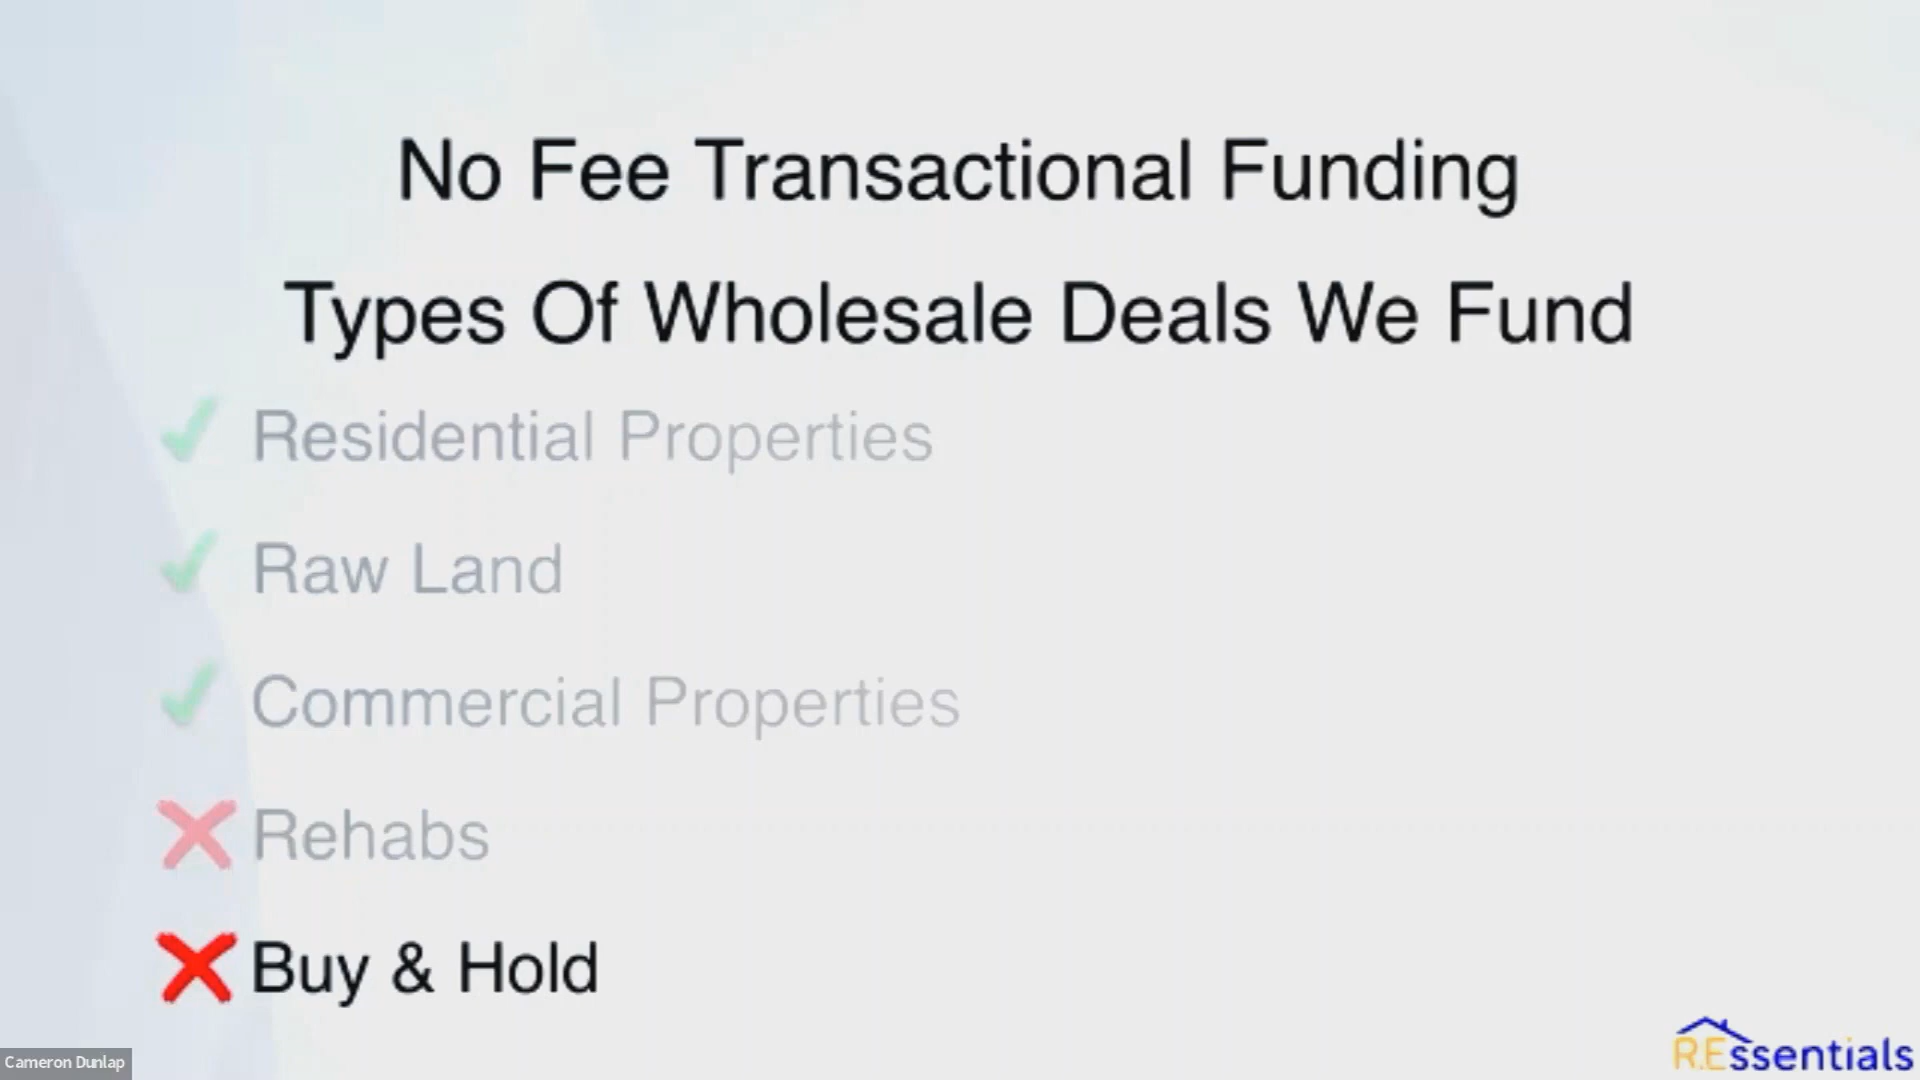 No Fee Transactional Funding
Types Of Wholesale Deals We Fund
Residential Properties
Raw Land
Commercial Properties
Rehabs
Buy & Hold
Cameron Dunlap
R.Essentials